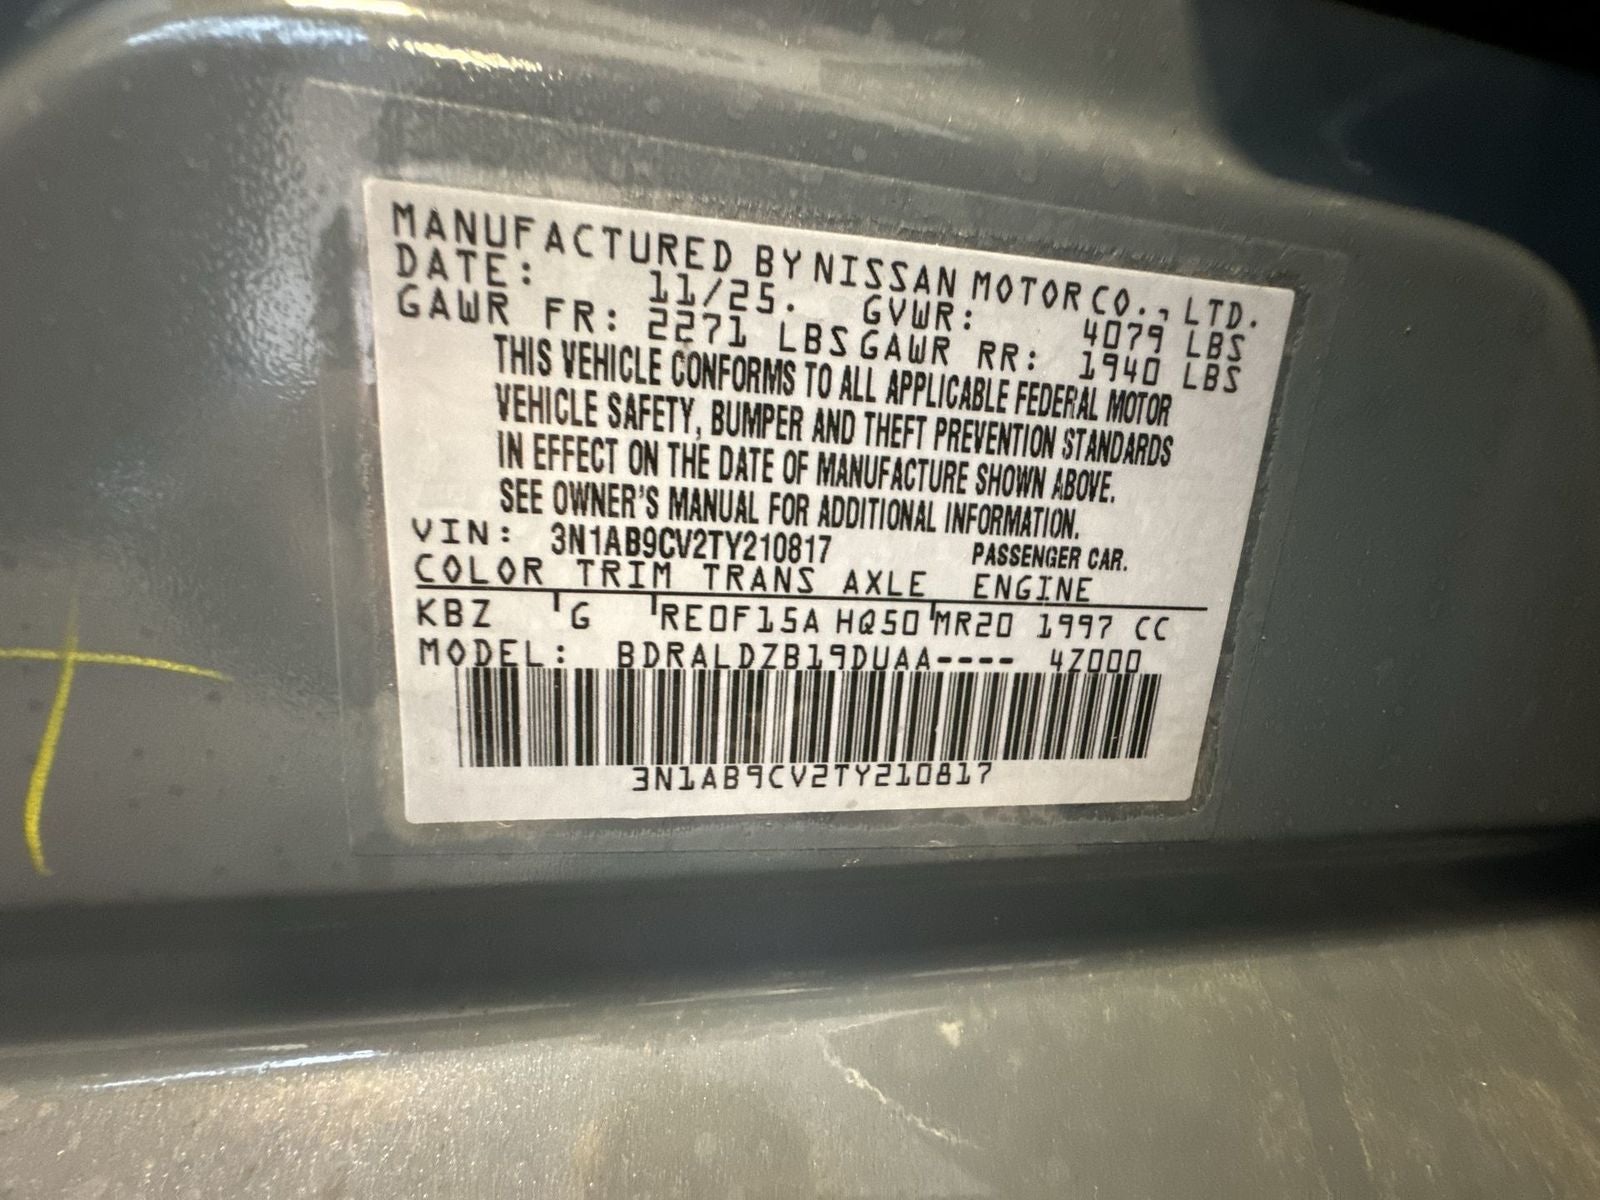 MANUFACTURED BY NISSAN MOTOR CO., LTD.
DATE: 11/25. GVWR: 4079 LBS
GAWR FR: 2271 LBS GAWR RR: 1940 LBS
THIS VEHICLE CONFORMS TO ALL APPLICABLE FEDERAL MOTOR
VEHICLE SAFETY, BUMPER AND THEFT PREVENTION STANDARDS
IN EFFECT ON THE DATE OF MANUFACTURE SHOWN ABOVE.
SEE OWNER'S MANUAL FOR ADDITIONAL INFORMATION.
VIN: 3N1AB9CV2TY210817 PASSENGER CAR.
COLOR TRIM TRANS AXLE ENGINE
KBZ G RE0F15A HQ50 MR20 1997 CC
MODEL: BDRALDZB19DUAA---- 4Z000
3N1AB9CV2TY210817